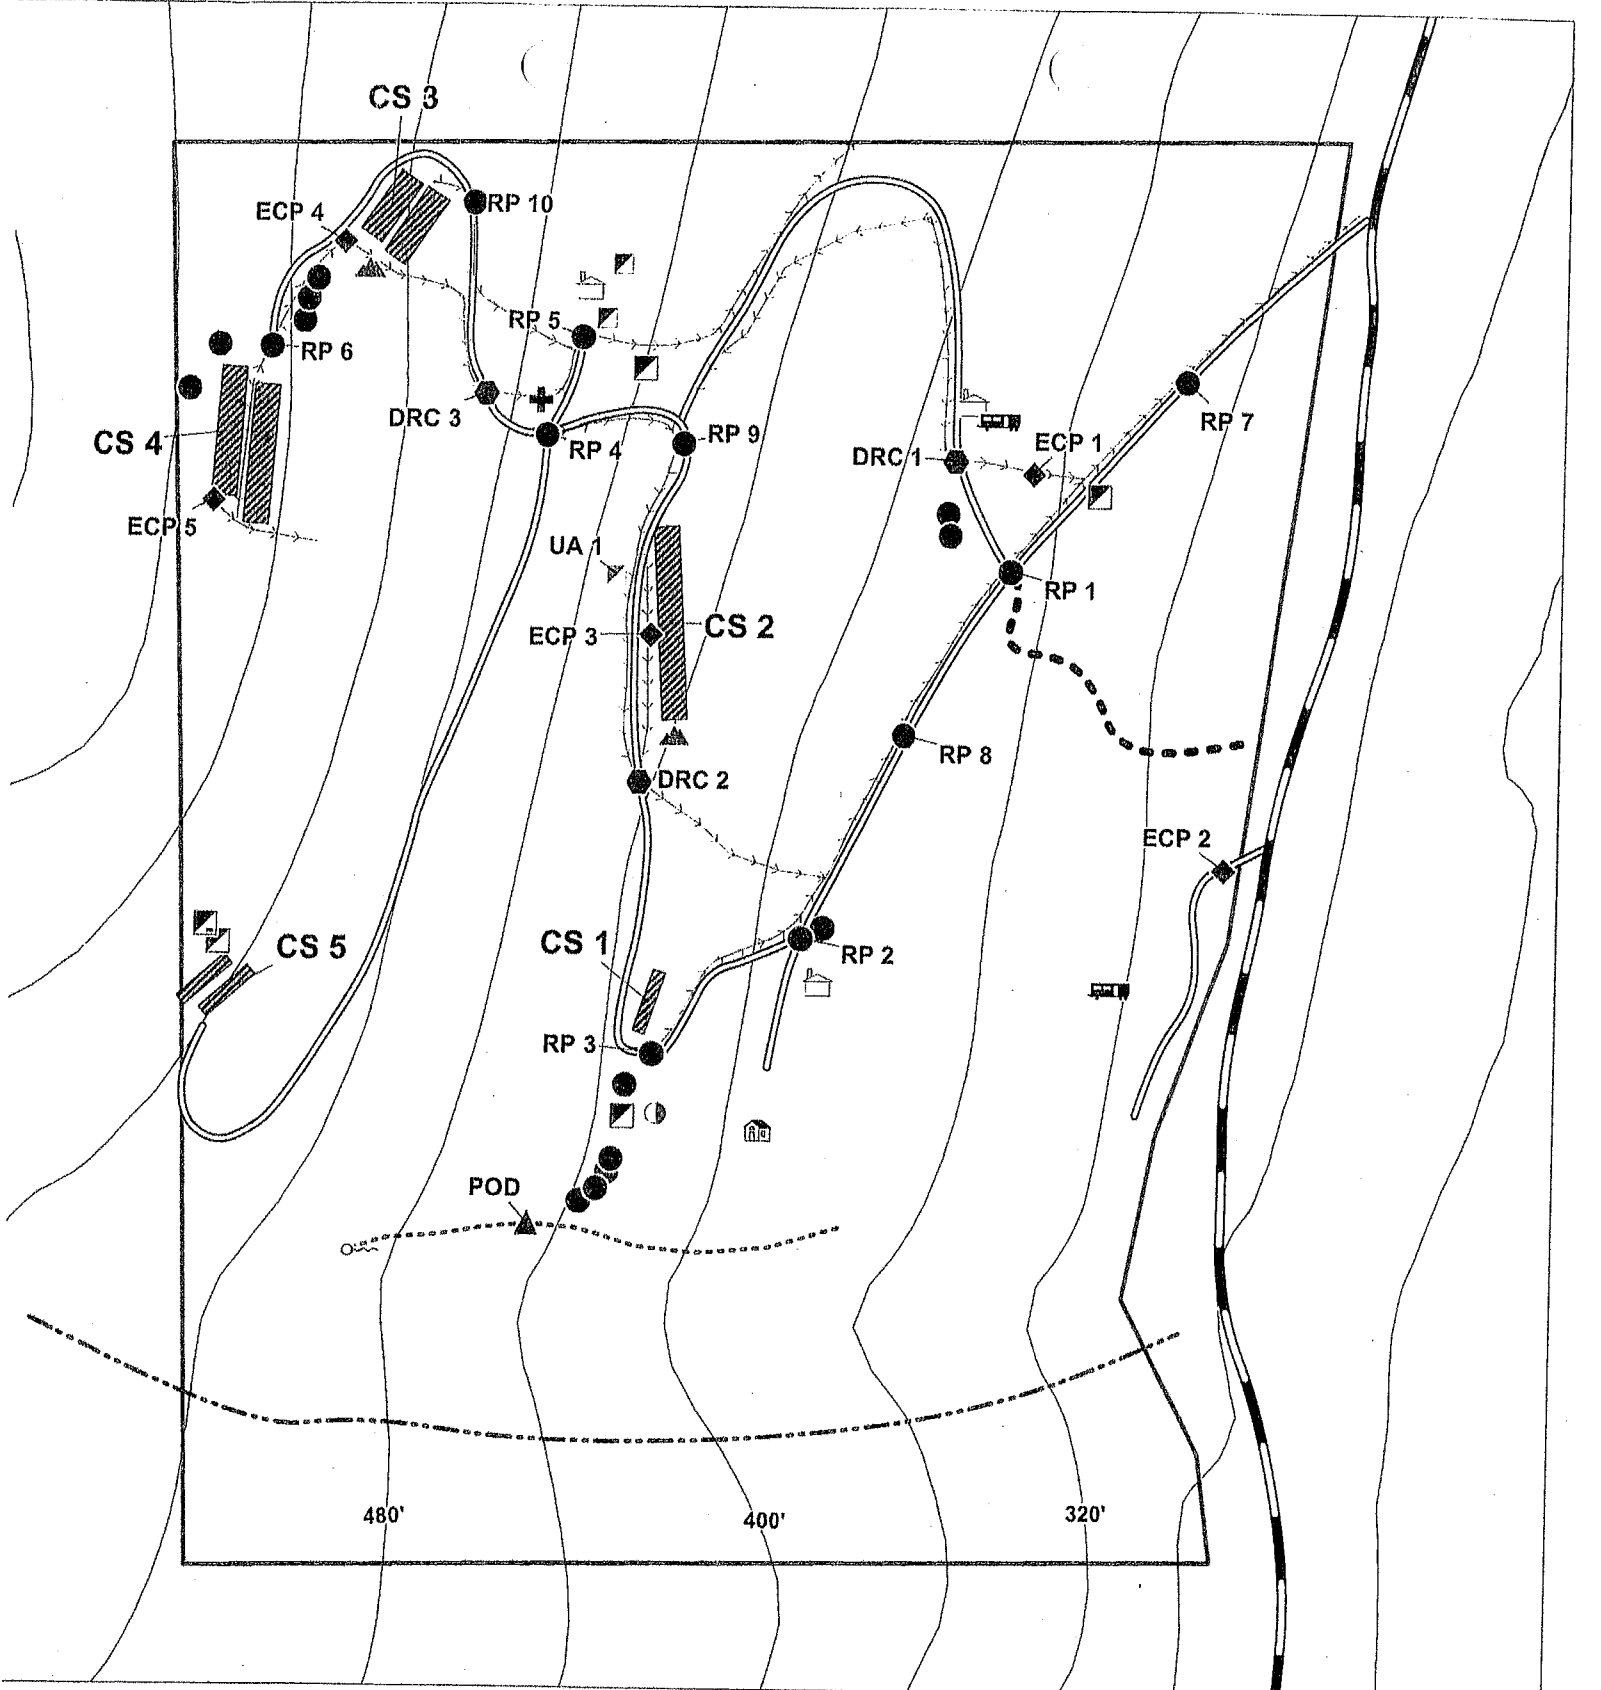 CS 3
ECP 4
RP 10
RP 5
RP 6
DRC 3
RP 4
RP 9
RP 7
CS 4
DRC 1
ECP 1
ECP 5
UA 1
RP 1
ECP 3
CS 2
RP 8
DRC 2
ECP 2
CS 5
CS 1
RP 2
RP 3
POD
480'
400'
320'